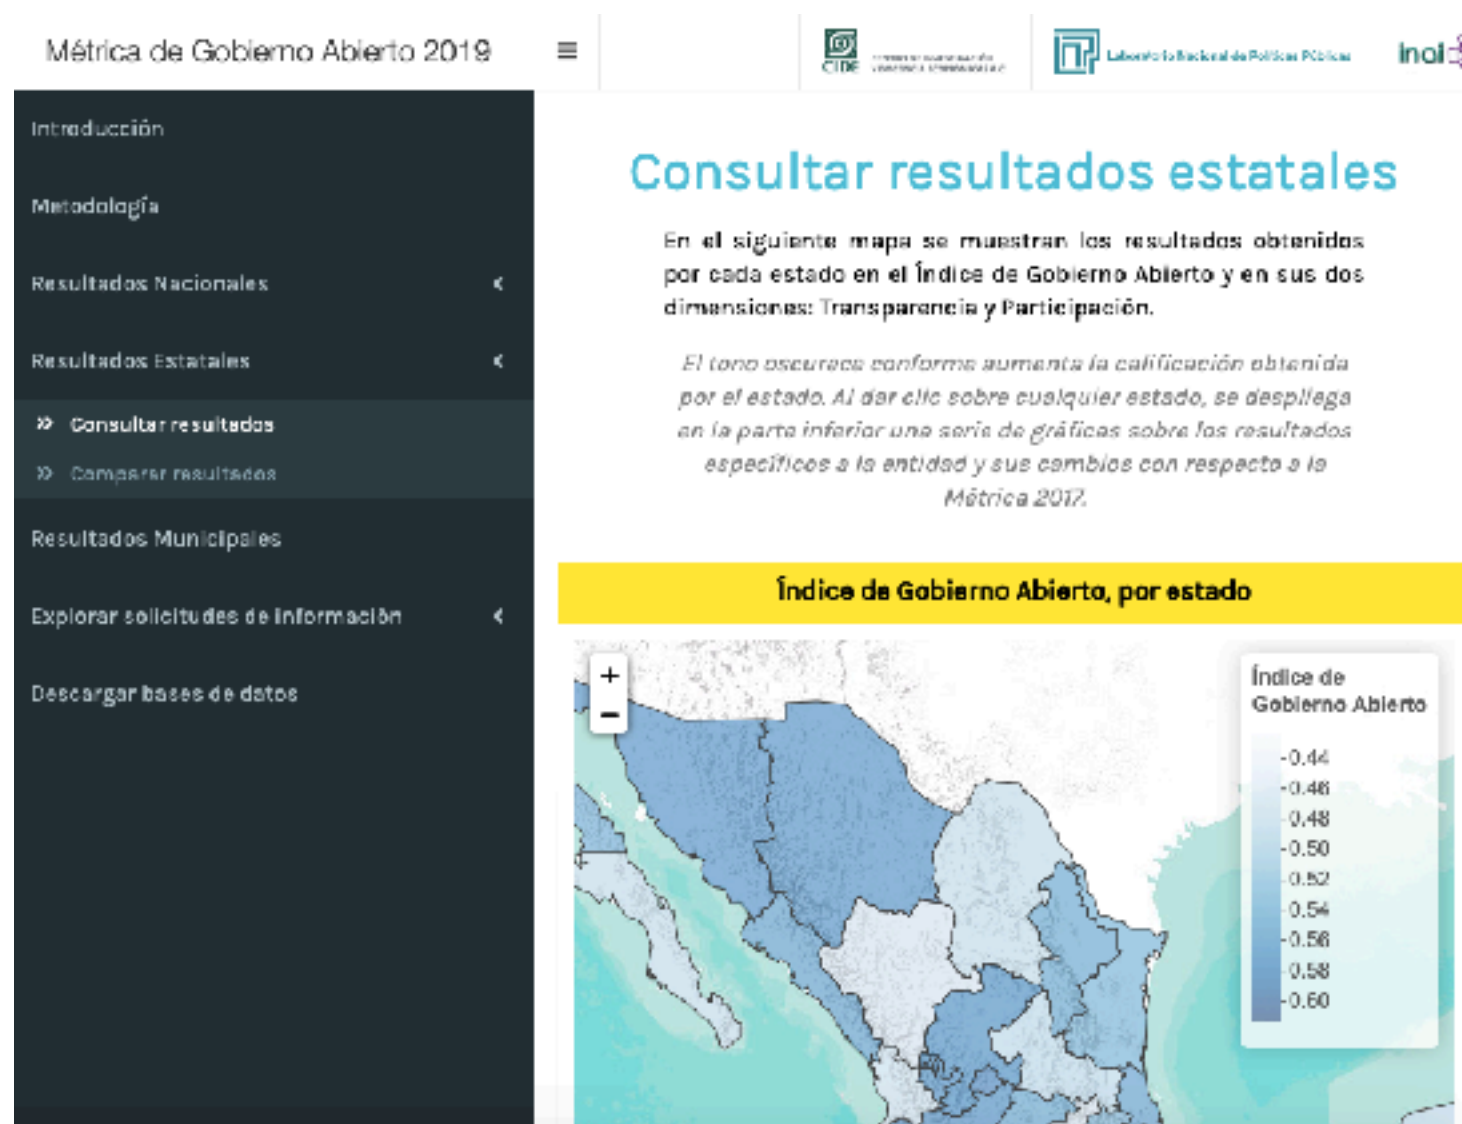 Métrica de Gobierno Abierto 2019
CIDE
Laboratorio Nacional de Políticas Públicas
inai
Introducción
Metodología
Resultados Nacionales
Resultados Estatales
Consultar resultados
Comparar resultados
Resultados Municipales
Explorar solicitudes de información
Descargar bases de datos
Consultar resultados estatales
En el siguiente mapa se muestran los resultados obtenidos
por cada estado en el Índice de Gobierno Abierto y en sus dos
dimensiones: Transparencia y Participación.
El tono oscurece conforme aumenta la calificación obtenida
por el estado. Al dar clic sobre cualquier estado, se despliega
en la parte inferior una serie de gráficas sobre los resultados
específicos a la entidad y sus cambios con respecto a la
Métrica 2017.
Índice de Gobierno Abierto, por estado
+
−
Índice de
Gobierno Abierto
0.44
0.46
0.48
0.50
0.52
0.54
0.56
0.58
0.60